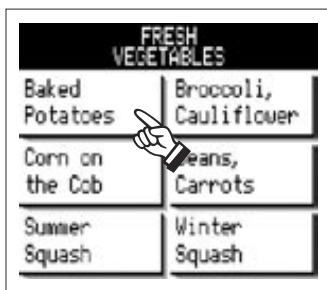 FRESH
VEGETABLES
Baked
Potatoes
Broccoli,
Cauliflower
Corn on
the Cob
Beans,
Carrots
Summer
Squash
Winter
Squash